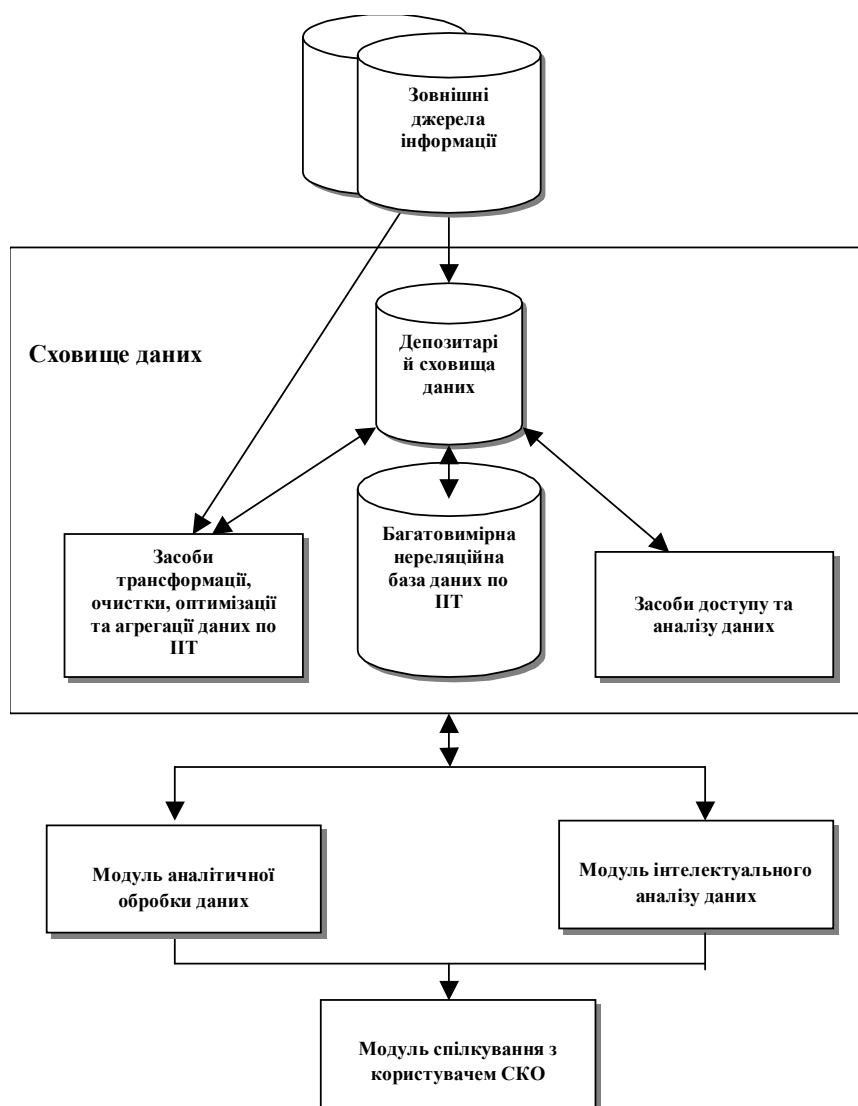 Зовнішні
джерела
інформації
Сховище даних
Депозитарі
й сховища
даних
Засоби
трансформації,
очистки, оптимізації
та агрегації даних по
ІІТ
Багатовимірна
нереляційна
база даних по
ІІТ
Засоби доступу та
аналізу даних
Модуль аналітичної
обробки даних
Модуль інтелектуального
аналізу даних
Модуль спілкування з
користувачем СКО